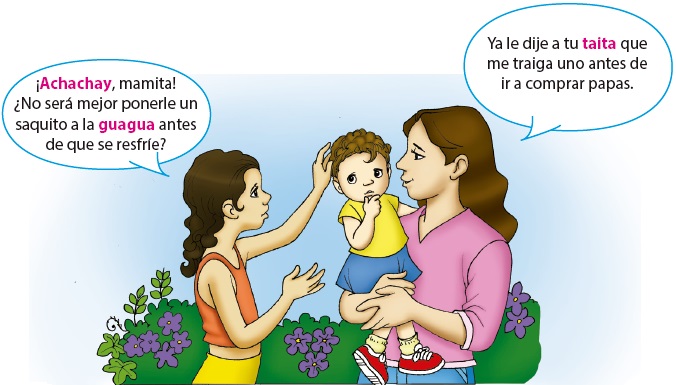 ¡Achachay, mamita!
¿No será mejor ponerle un
saquito a la guagua antes
de que se resfríe?
Ya le dije a tu taita que
me traiga uno antes de
ir a comprar papas.